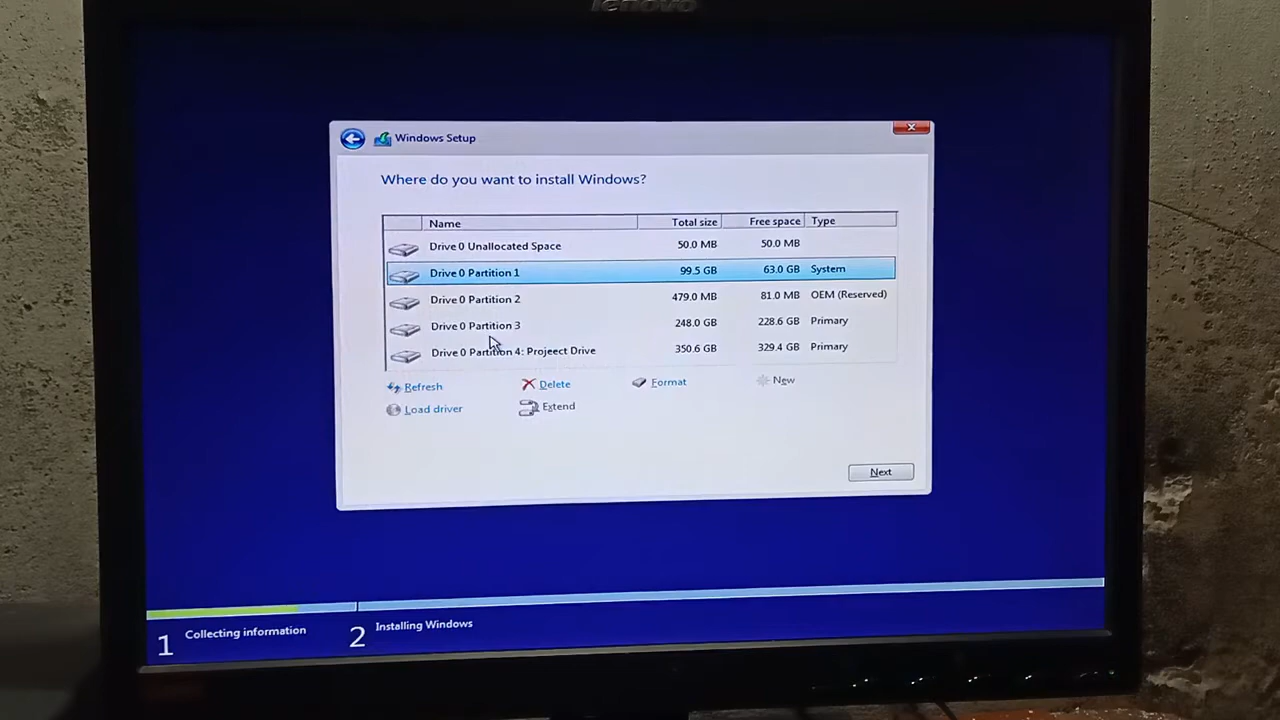 lenovo
Windows Setup
Where do you want to install Windows?
Name Total size Free space Type
Drive 0 Unallocated Space 50.0 MB 50.0 MB
Drive 0 Partition 1 99.5 GB 63.0 GB System
Drive 0 Partition 2 479.0 MB 81.0 MB OEM (Reserved)
Drive 0 Partition 3 248.0 GB 228.6 GB Primary
Drive 0 Partition 4: Projeect Drive 350.6 GB 329.4 GB Primary
Refresh Delete Format New
Load driver Extend
Next
1 Collecting information 2 Installing Windows